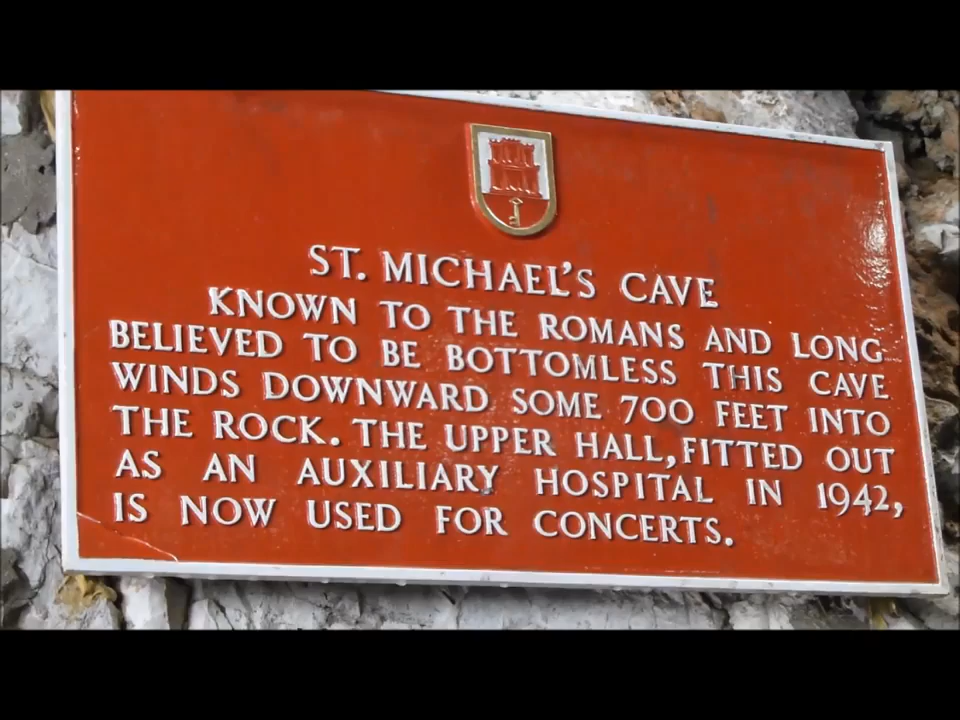 ST. MICHAEL'S CAVE
KNOWN TO THE ROMANS AND LONG
BELIEVED TO BE BOTTOMLESS THIS CAVE
WINDS DOWNWARD SOME 700 FEET INTO
THE ROCK. THE UPPER HALL, FITTED OUT
AS AN AUXILIARY HOSPITAL IN 1942,
IS NOW USED FOR CONCERTS.